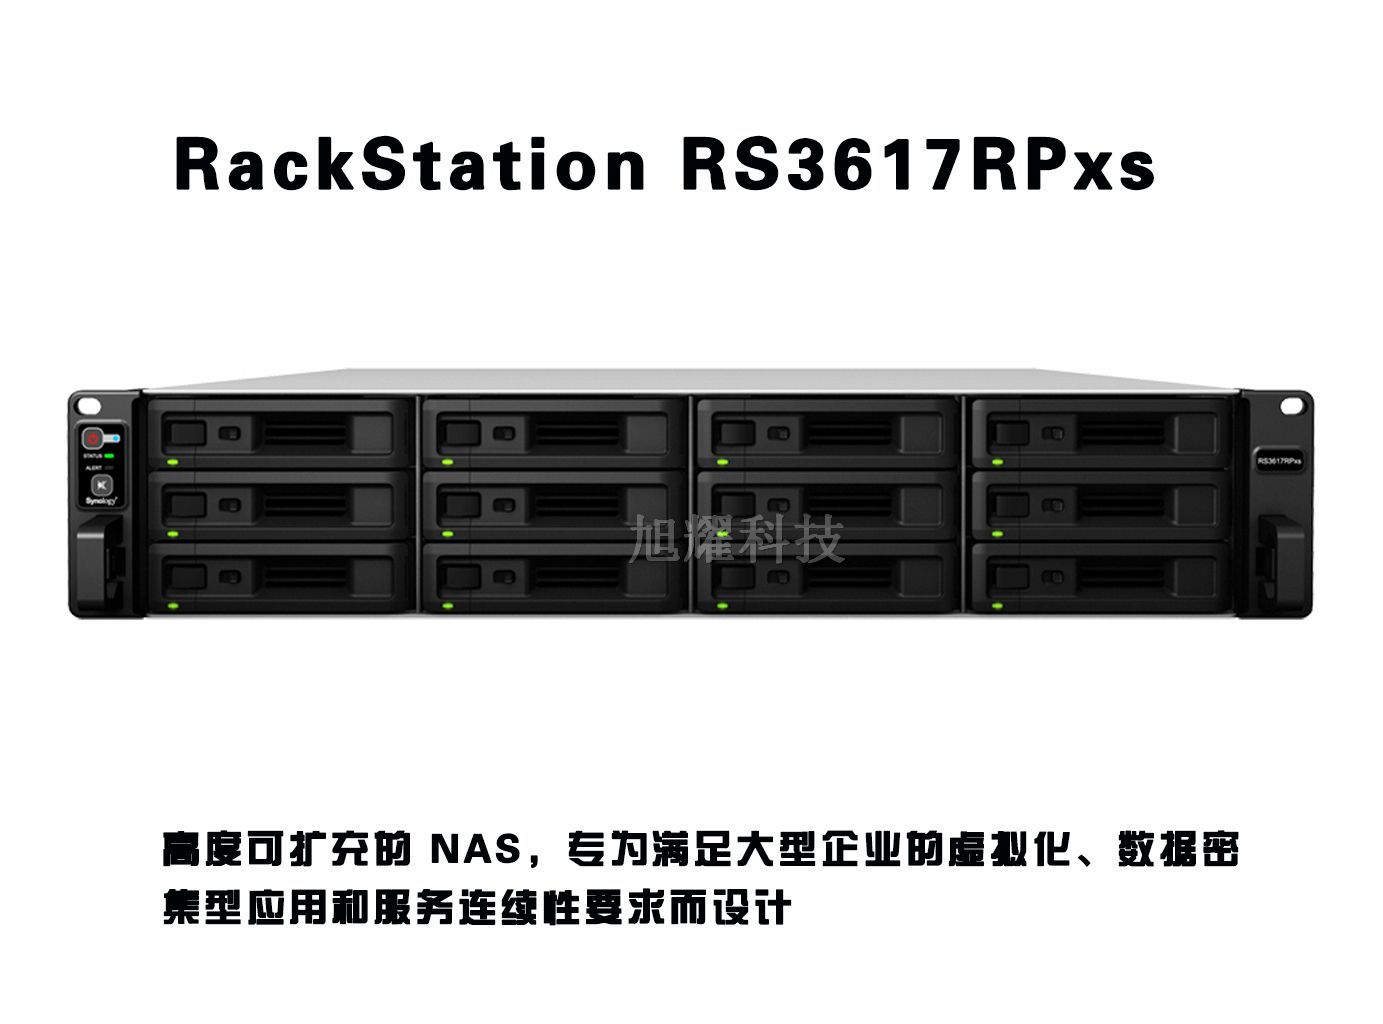 RackStation RS3617RPxs
STATUS
ALERT
Synology
RS3617RPxs
旭耀科技
高度可扩充的 NAS，专为满足大型企业的虚拟化、数据密
集型应用和服务连续性要求而设计